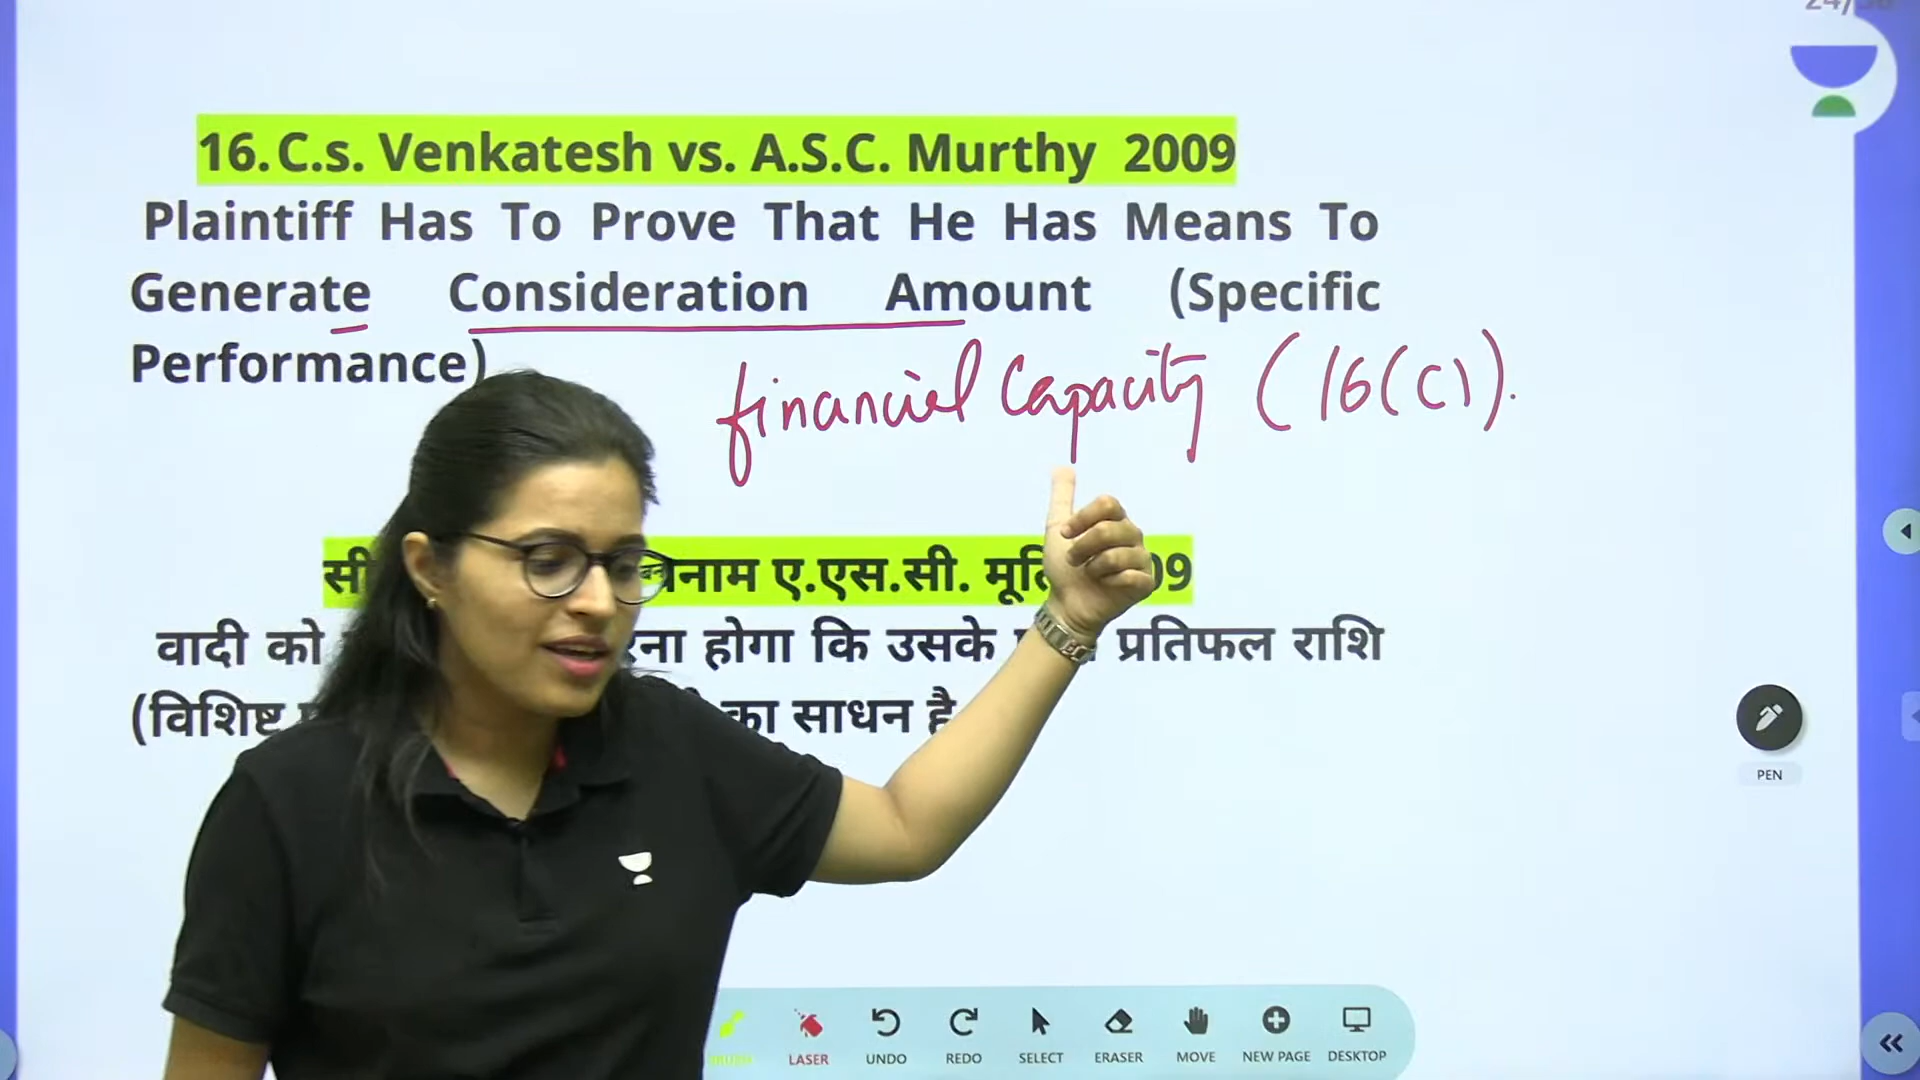 16. C.s. Venkatesh vs. A.S.C. Murthy 2009
Plaintiff Has To Prove That He Has Means To
Generate Consideration Amount (Specific
Performance)
financial capacity (16(C)).
ए.एस.सी.
वादी को होगा कि उसके प्रतिफल राशि
(विशिष्ट का साधन है
PEN
LASER
UNDO
REDO
SELECT
ERASER
MOVE
NEW PAGE
DESKTOP